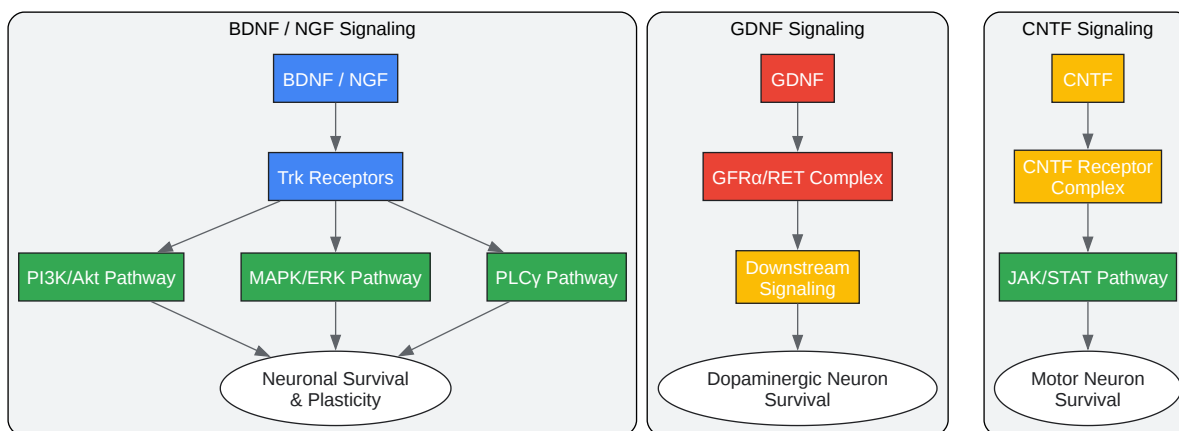 BDNF / NGF Signaling
BDNF / NGF
Trk Receptors
PI3K/Akt Pathway
MAPK/ERK Pathway
PLCγ Pathway
Neuronal Survival
& Plasticity
GDNF Signaling
GDNF
GFRα/RET Complex
Downstream
Signaling
Dopaminergic Neuron
Survival
CNTF Signaling
CNTF
CNTF Receptor
Complex
JAK/STAT Pathway
Motor Neuron
Survival